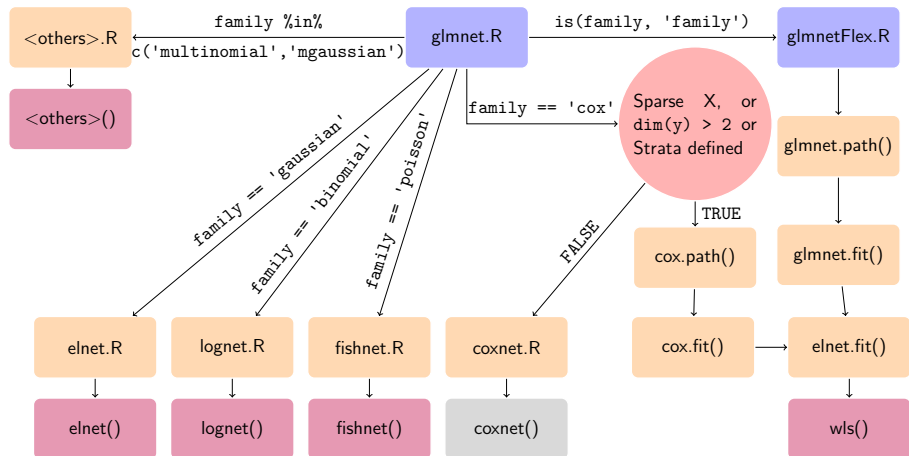 family %in%
<others>.R
glmnet.R
is(family, 'family')
glmnetFlex.R
c('multinomial','mgaussian')
<others>()
family == 'cox'
Sparse X, or
dim(y) > 2 or
Strata defined
glmnet.path()
family == 'gaussian'
family == 'binomial'
family == 'poisson'
FALSE
TRUE
cox.path()
glmnet.fit()
elnet.R
lognet.R
fishnet.R
coxnet.R
cox.fit()
elnet.fit()
elnet()
lognet()
fishnet()
coxnet()
wls()